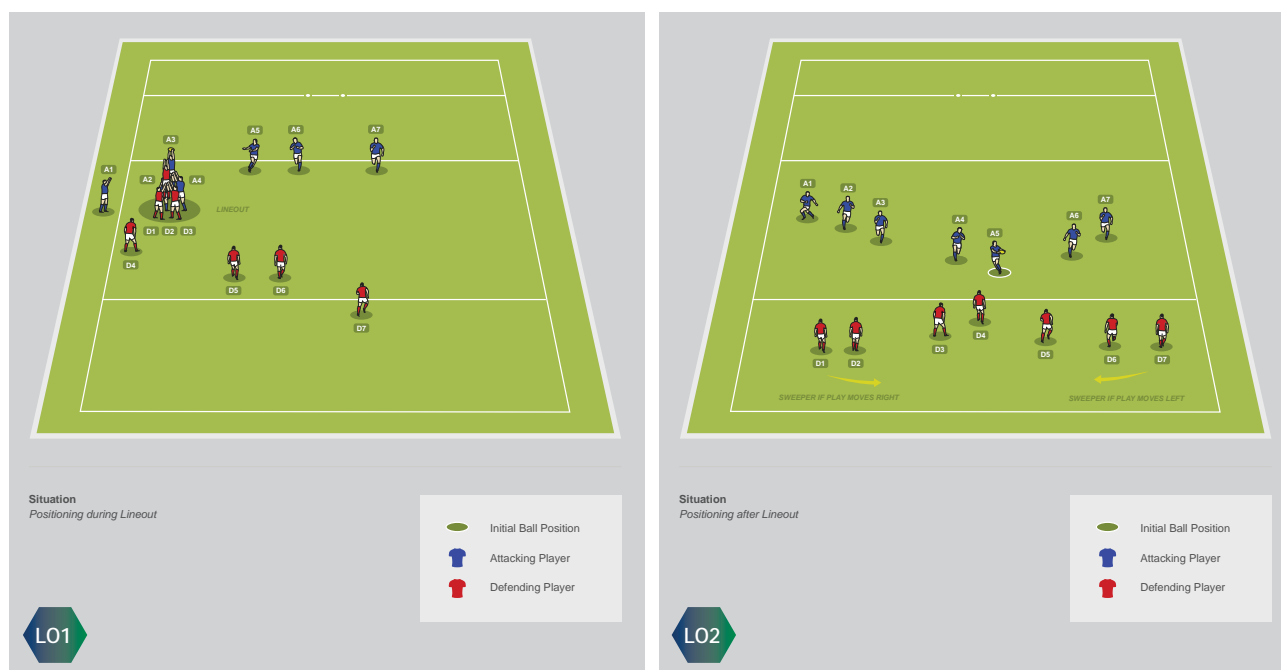 A3
A5
A6
A7
A1
A2
A4
LINEOUT
D1
D2
D3
D4
D5
D6
D7
Situation
Positioning during Lineout
Initial Ball Position
Attacking Player
Defending Player
LO1
A1
A2
A3
A4
A5
A6
A7
D1
D2
D3
D4
D5
D6
D7
SWEEPER IF PLAY MOVES RIGHT
SWEEPER IF PLAY MOVES LEFT
Situation
Positioning after Lineout
Initial Ball Position
Attacking Player
Defending Player
LO2